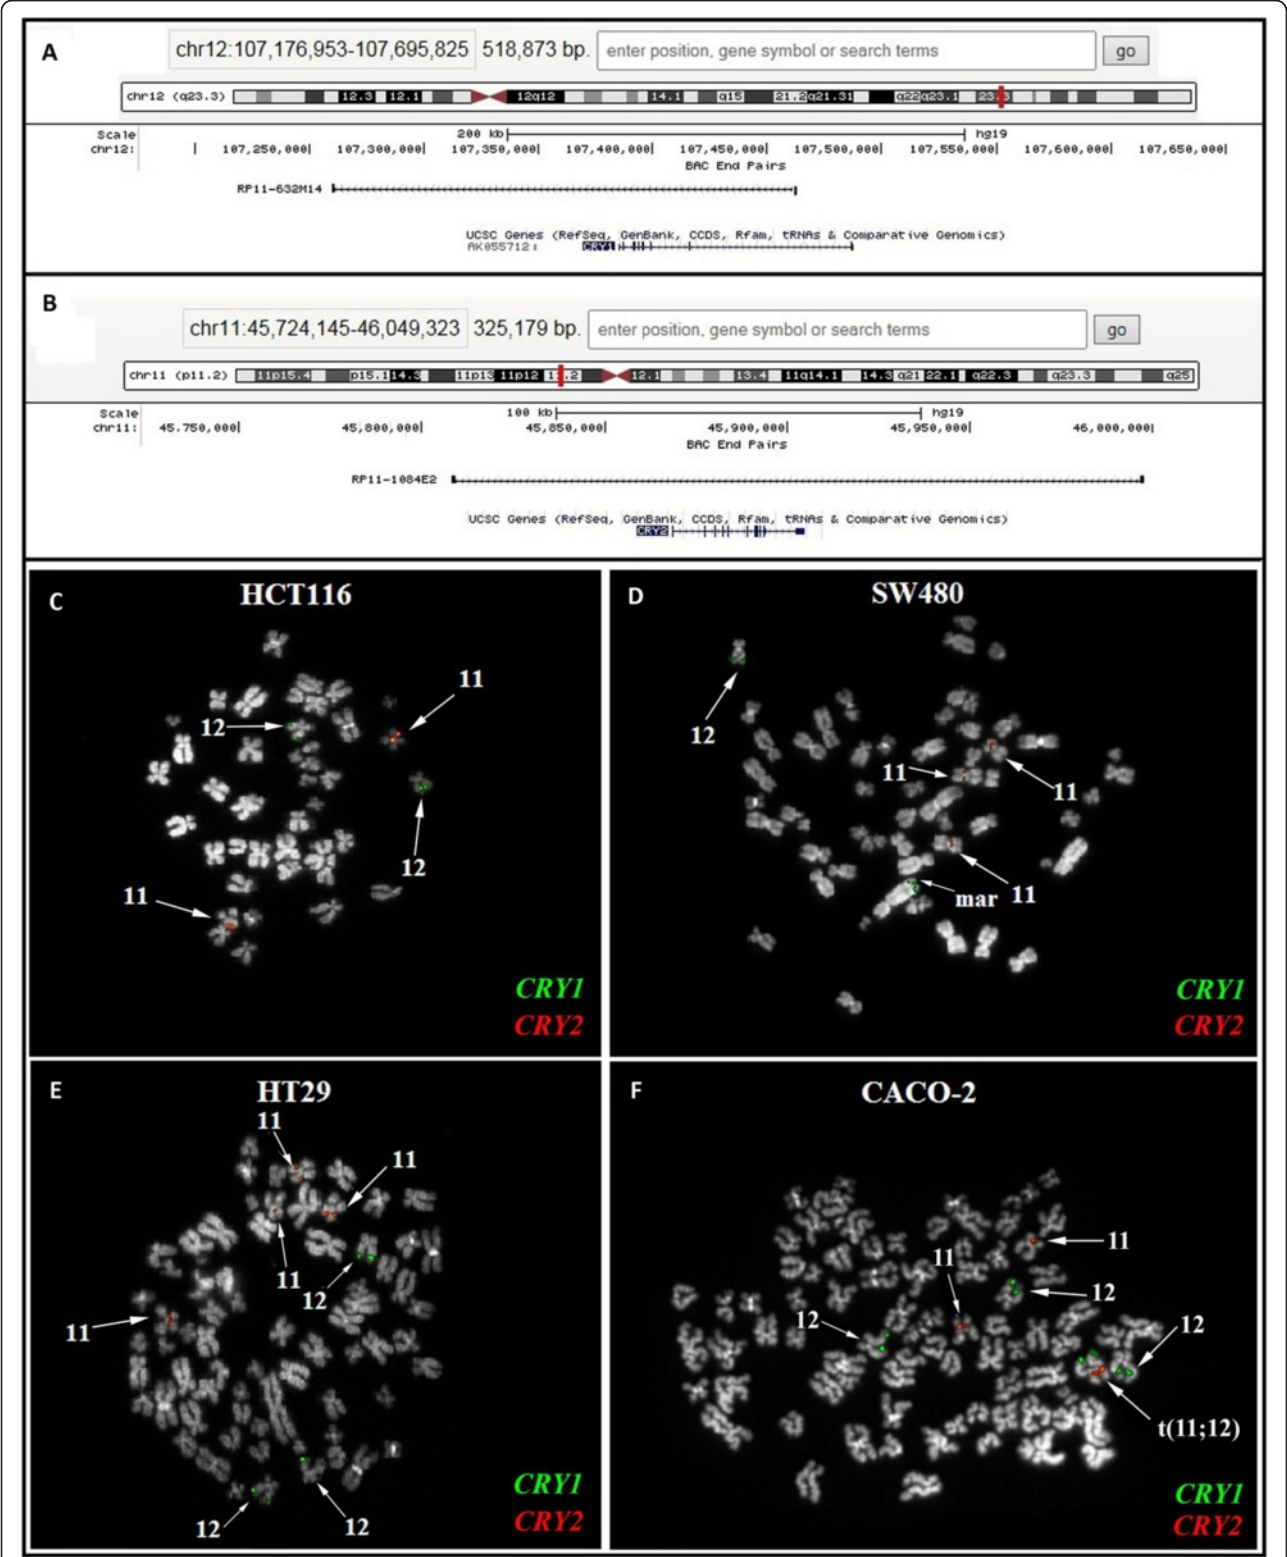 A
chr12:107,176,953-107,695,825 518,873 bp. enter position, gene symbol or search terms go
chr12 (q23.3) 12.3 12.1 12q12 14.1 q15 21.2 q21.31 q22 q23.1
Scale 200 kb hg19
chr12: 107,250,000| 107,300,000| 107,350,000| 107,400,000| 107,450,000| 107,500,000| 107,550,000| 107,600,000| 107,650,000|
BAC End Pairs
RP11-632M14
UCSC Genes (RefSeq, GenBank, CCDS, Rfam, tRNAs & Comparative Genomics)
AK055712
CRY1
B
chr11:45,724,145-46,049,323 325,179 bp. enter position, gene symbol or search terms go
chr11 (p11.2) 11p15.4 p15.1 14.3 11p13 11p12 12.1 13.4 11q14.1 14.3 q21 22.1 q22.3 q23.3 q25
Scale 100 kb hg19
chr11: 45.750,000| 45,800,000| 45,850,000| 45,900,000| 45,950,000| 46,000,000|
BAC End Pairs
RP11-1084E2
UCSC Genes (RefSeq, GenBank, CCDS, Rfam, tRNAs & Comparative Genomics)
CRY2
C
HCT116
11
12
12
11
CRY1
CRY2
D
SW480
12
11
11
mar
11
CRY1
CRY2
E
HT29
11
11
11
12
11
12
12
CRY1
CRY2
F
CACO-2
11
11
12
12
12
t(11;12)
CRY1
CRY2